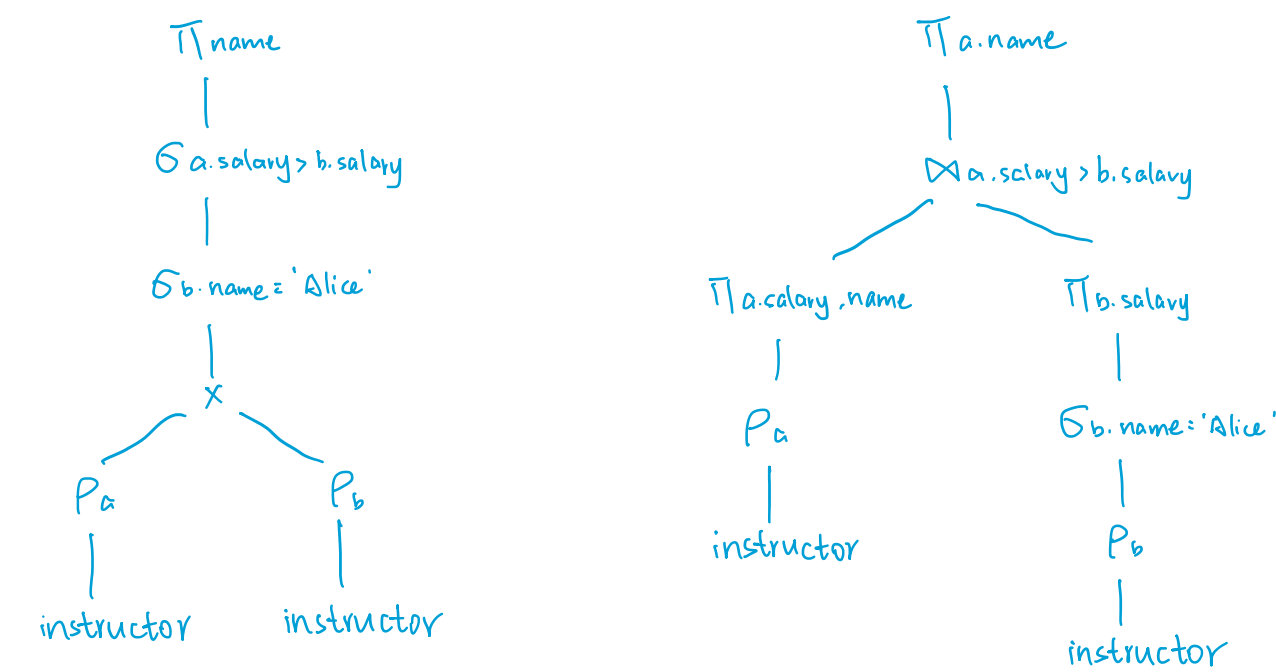 Π name
σ a.salary > b.salary
σ b.name = 'Alice'
×
ρ a
ρ b
instructor
instructor
Π a.name
⋈ a.salary > b.salary
Π a.salary, name
Π b.salary
ρ a
σ b.name = 'Alice'
instructor
ρ b
instructor